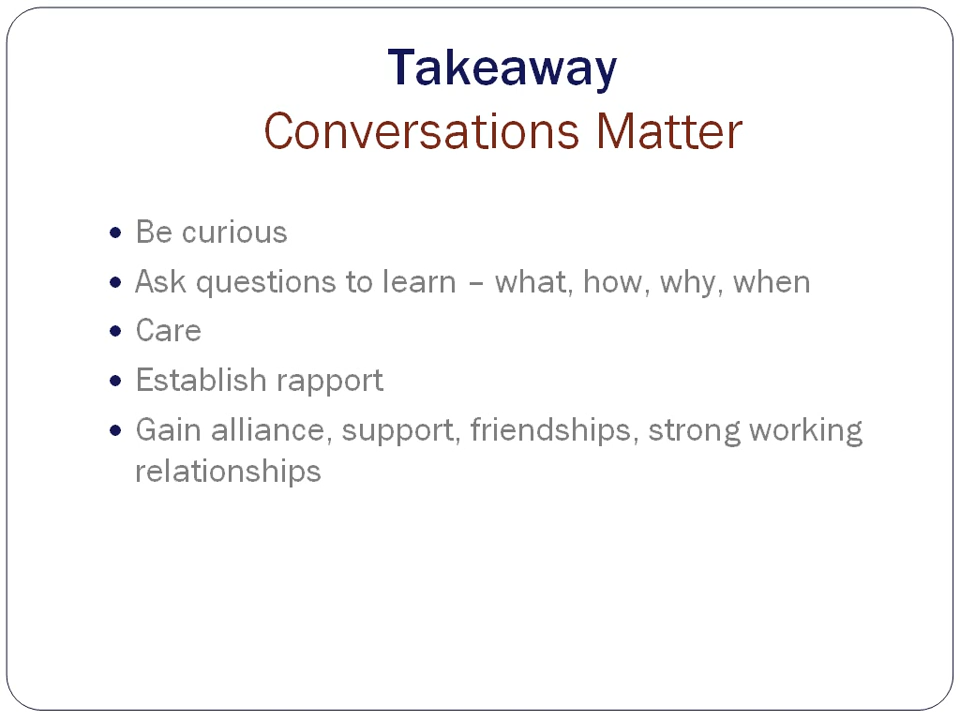 Takeaway
Conversations Matter
• Be curious
• Ask questions to learn – what, how, why, when
• Care
• Establish rapport
• Gain alliance, support, friendships, strong working
relationships